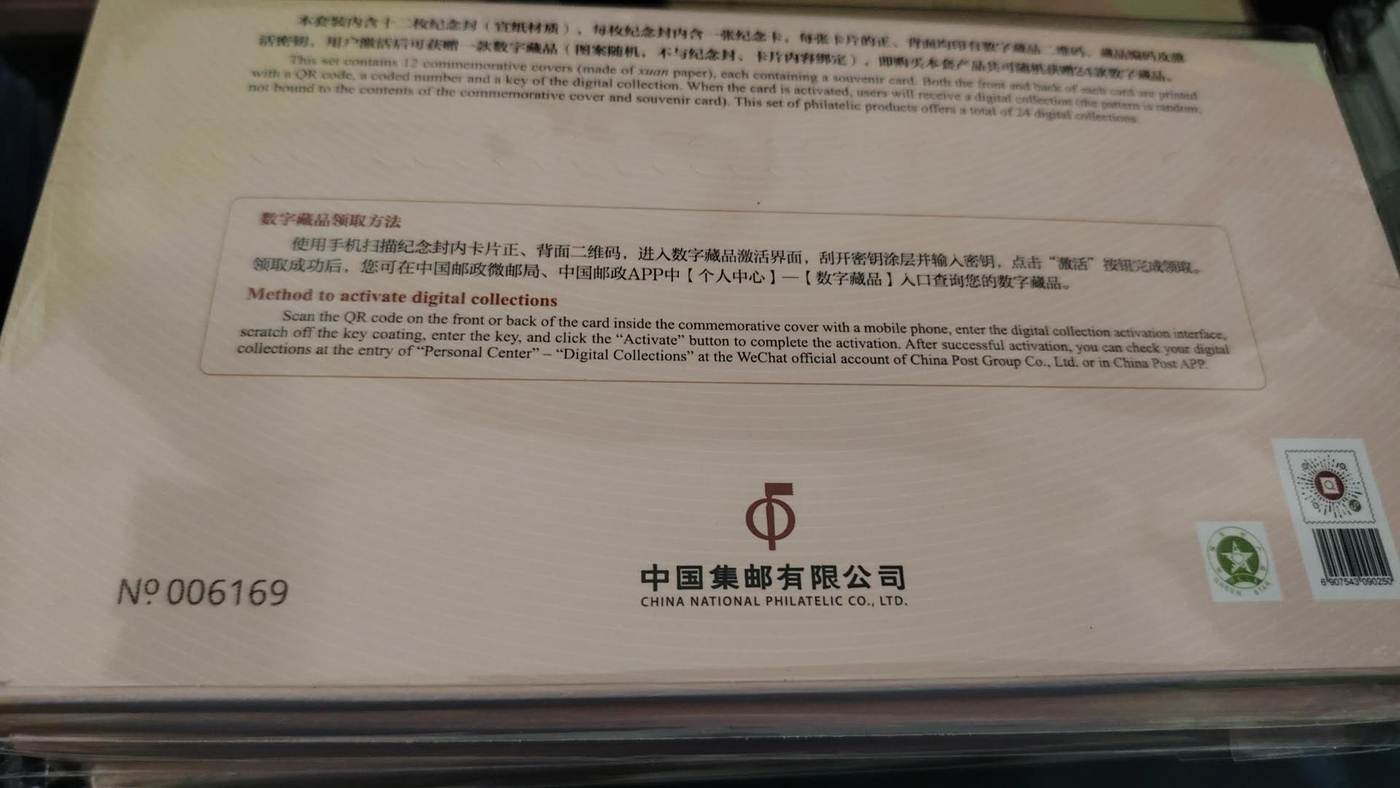 本套装内含十二枚纪念封（宣纸材质），每枚纪念封内含一张纪念卡，每张卡片的正、背面均印有数字藏品二维码、藏品编码及激
活密钥，用户激活后可获赠一款数字藏品（图案随机，不与纪念封、卡片内容绑定），即购买本套产品共可随纸获赠24款数字藏品。
This set contains 12 commemorative covers (made of xuan paper), each containing a souvenir card. Both the front and back of each card are printed
with a QR code, a coded number and a key of the digital collection. When the card is activated, users will receive a digital collection (the pattern is random,
not bound to the contents of the commemorative cover and souvenir card). This set of philatelic products offers a total of 24 digital collections.
数字藏品领取方法
使用手机扫描纪念封内卡片正、背面二维码，进入数字藏品激活界面，刮开密钥涂层并输入密钥，点击“激活”按钮完成领取。
领取成功后，您可在中国邮政微邮局、中国邮政APP中【个人中心】—【数字藏品】入口查询您的数字藏品。
Method to activate digital collections
Scan the QR code on the front or back of the card inside the commemorative cover with a mobile phone, enter the digital collection activation interface,
scratch off the key coating, enter the key, and click the “Activate” button to complete the activation. After successful activation, you can check your digital
collections at the entry of “Personal Center” – “Digital Collections” at the WeChat official account of China Post Group Co., Ltd. or in China Post APP.
中国集邮有限公司
CHINA NATIONAL PHILATELIC CO., LTD.
№ 006169
6907543090250